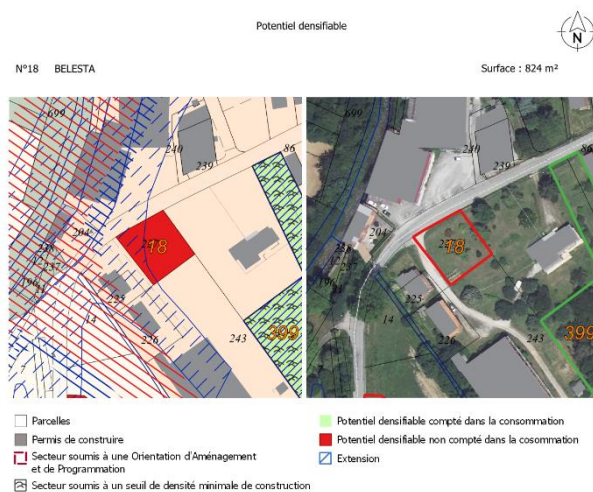 Potentiel densifiable
N
N°18 BELESTA
Surface : 824 m²
699
240
239
86
204
18
225
14
226
243
399
699
240
239
86
204
18
225
14
226
243
399
Parcelles
Permis de construire
Secteur soumis à une Orientation d'Aménagement
et de Programmation
Secteur soumis à un seuil de densité minimale de construction
Potentiel densifiable compté dans la consommation
Potentiel densifiable non compté dans la cosommation
Extension